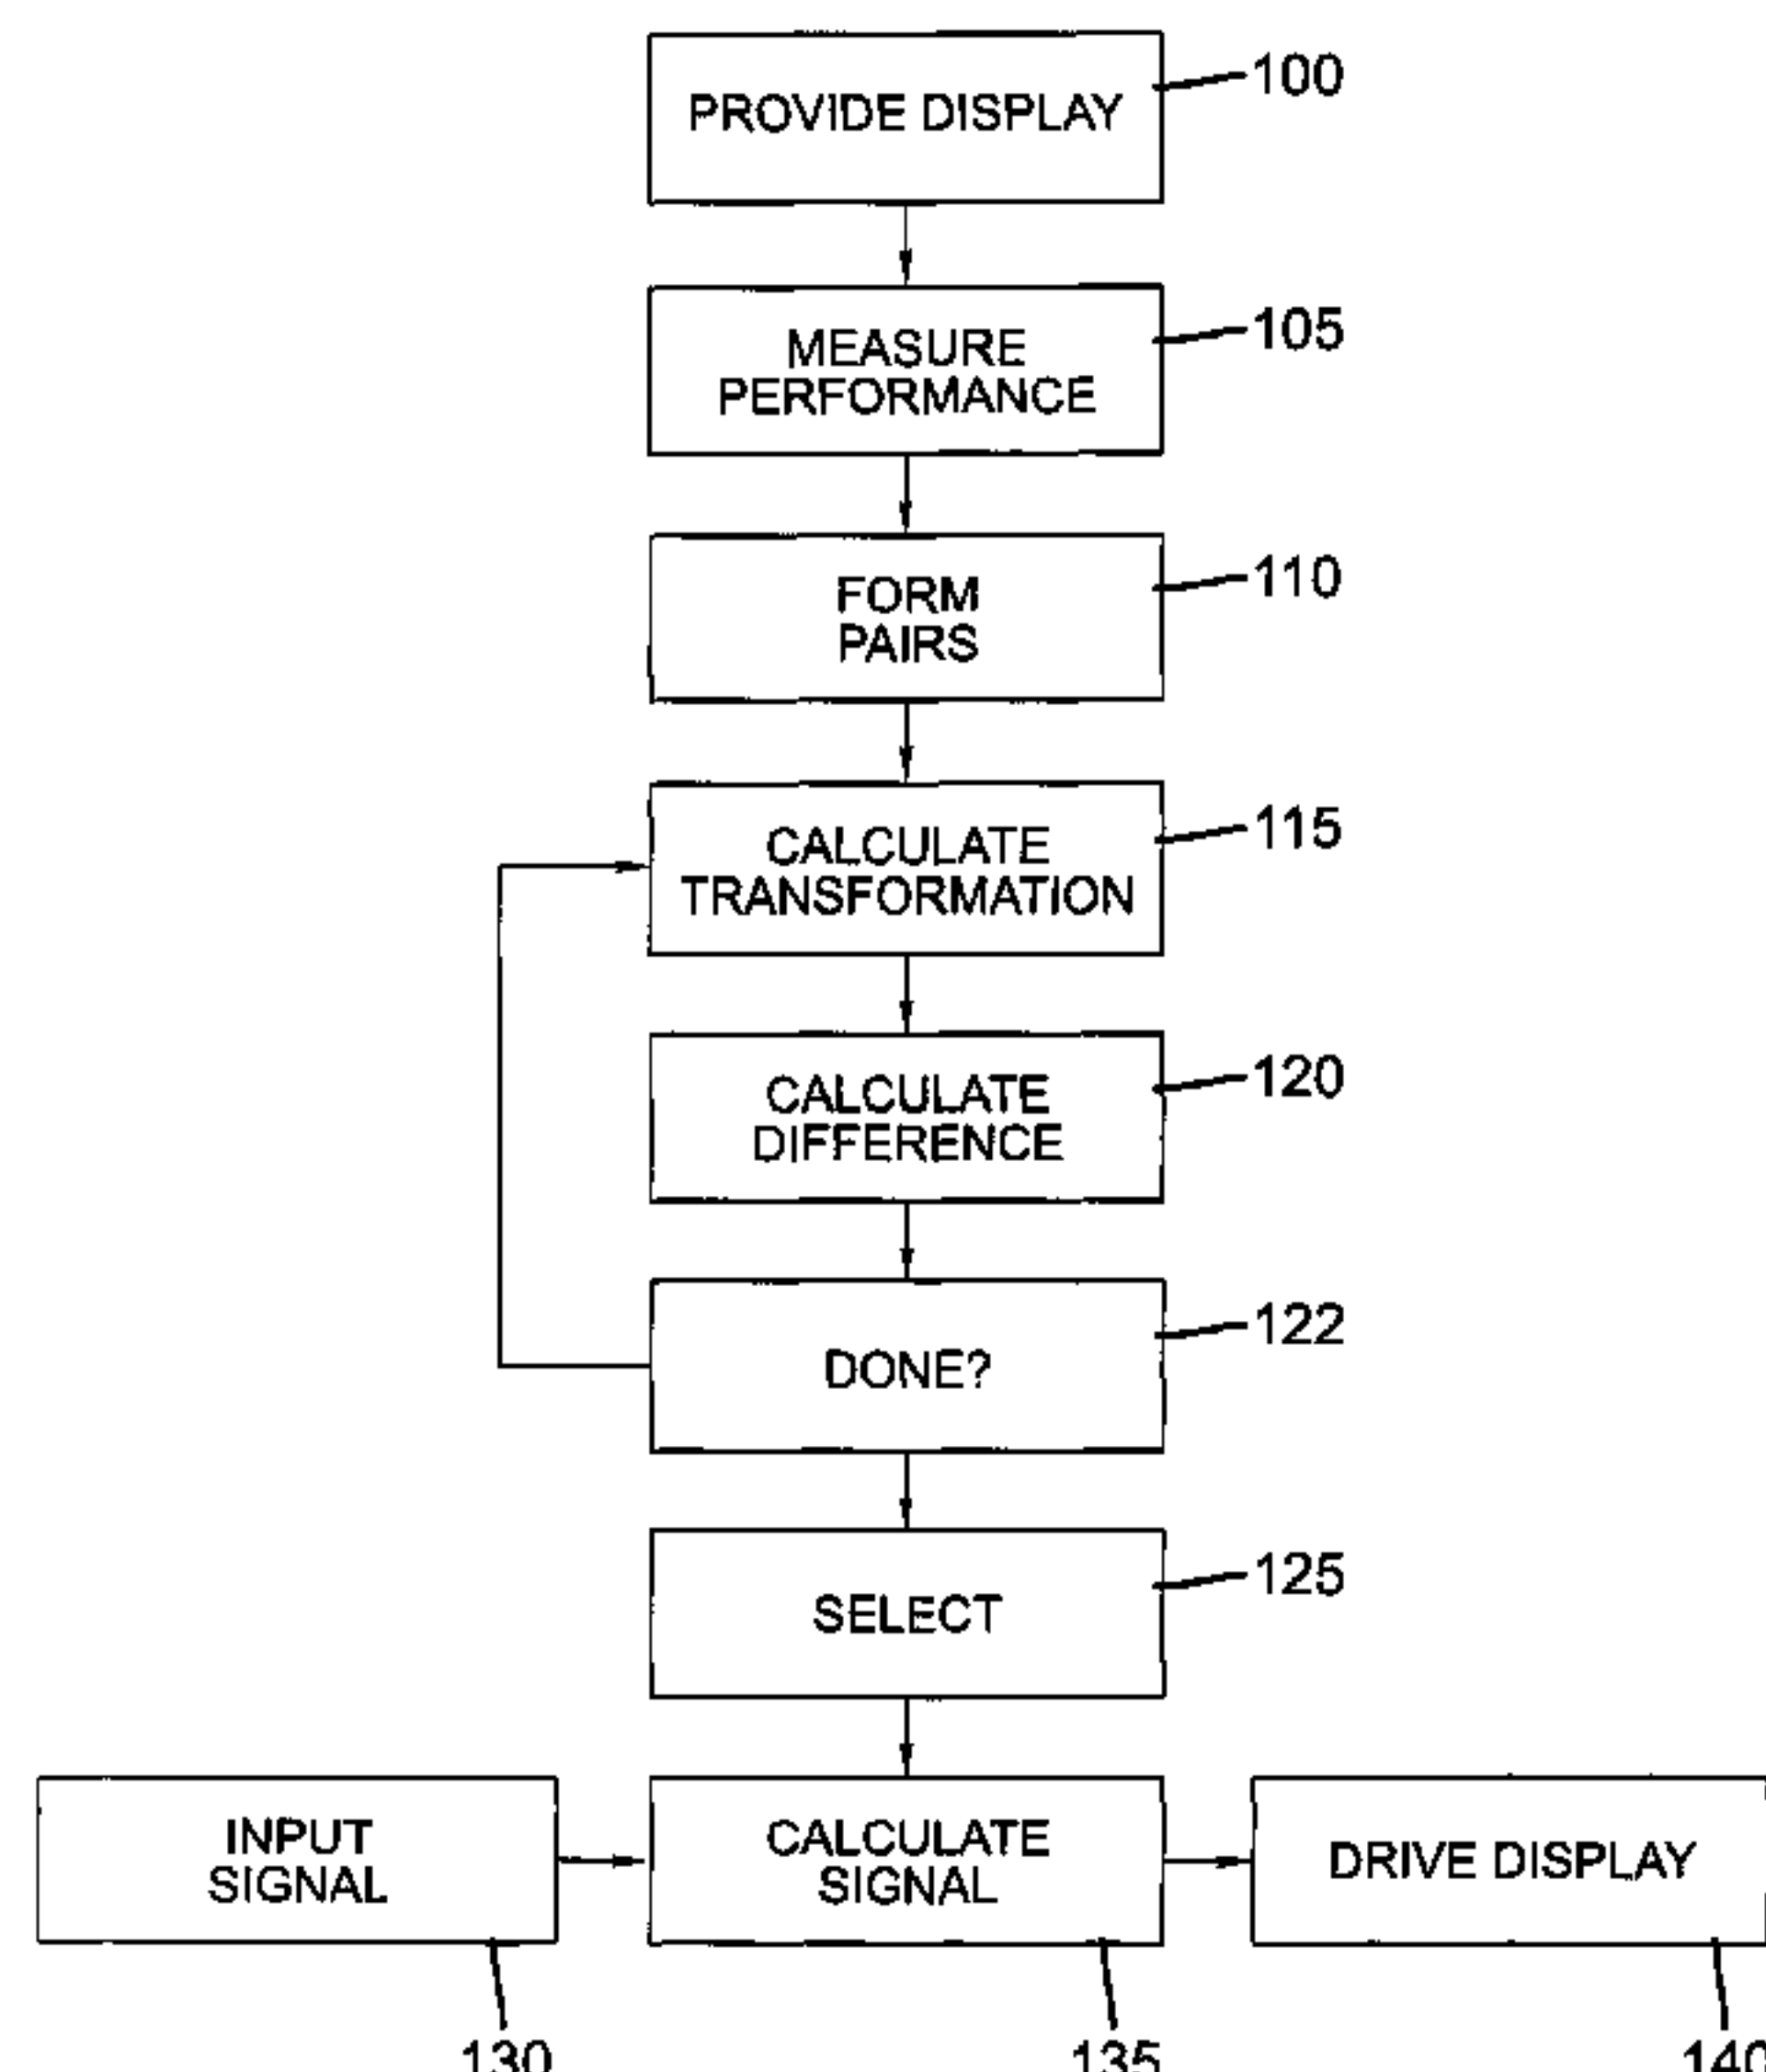 PROVIDE DISPLAY
100
MEASURE
PERFORMANCE
105
FORM
PAIRS
110
CALCULATE
TRANSFORMATION
115
CALCULATE
DIFFERENCE
120
DONE?
122
SELECT
125
INPUT
SIGNAL
CALCULATE
SIGNAL
DRIVE DISPLAY
130
135
140